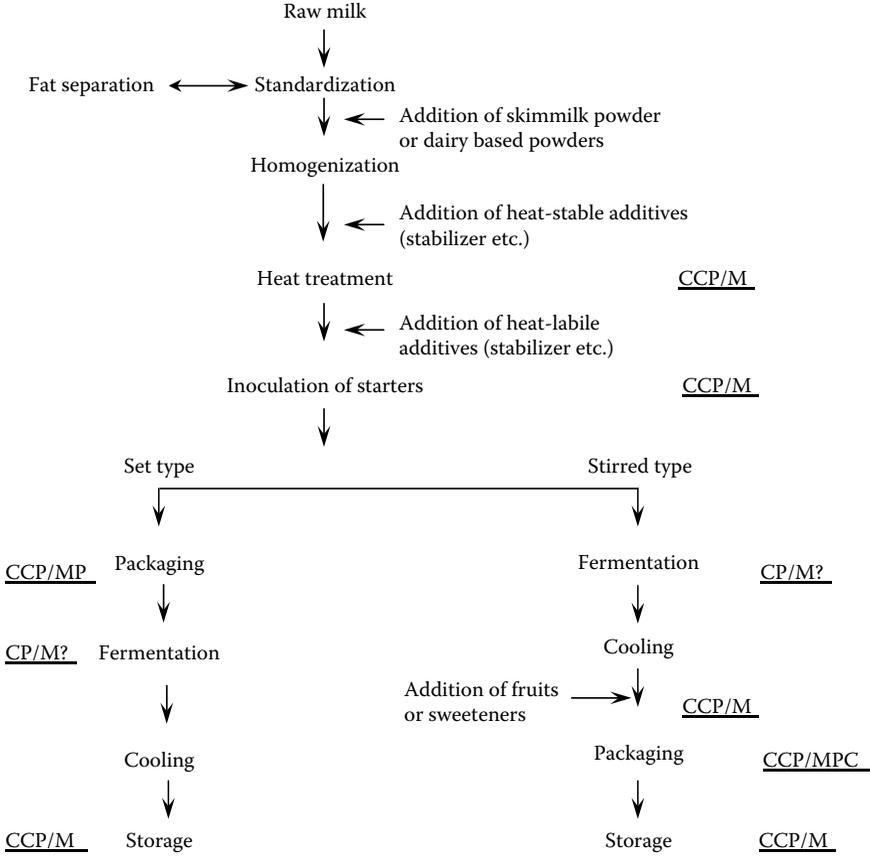 Raw milk
Fat separation
Standardization
Addition of skimmilk powder
or dairy based powders
Homogenization
Addition of heat-stable additives
(stabilizer etc.)
Heat treatment
CCP/M
Addition of heat-labile
additives (stabilizer etc.)
Inoculation of starters
CCP/M
Set type
Stirred type
CCP/MP
Packaging
Fermentation
CP/M?
CP/M?
Fermentation
Cooling
Addition of fruits
or sweeteners
CCP/M
Cooling
Packaging
CCP/MPC
CCP/M
Storage
Storage
CCP/M